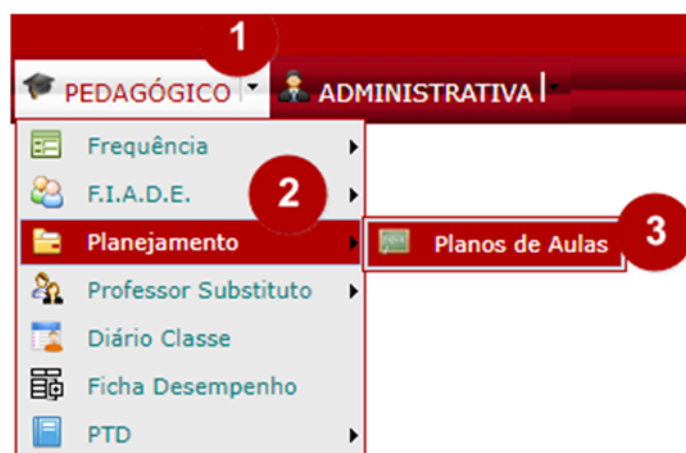 1
PEDAGÓGICO ADMINISTRATIVA
Frequência
F.I.A.D.E.
2
Planejamento
Planos de Aulas
3
Professor Substituto
Diário Classe
Ficha Desempenho
PTD